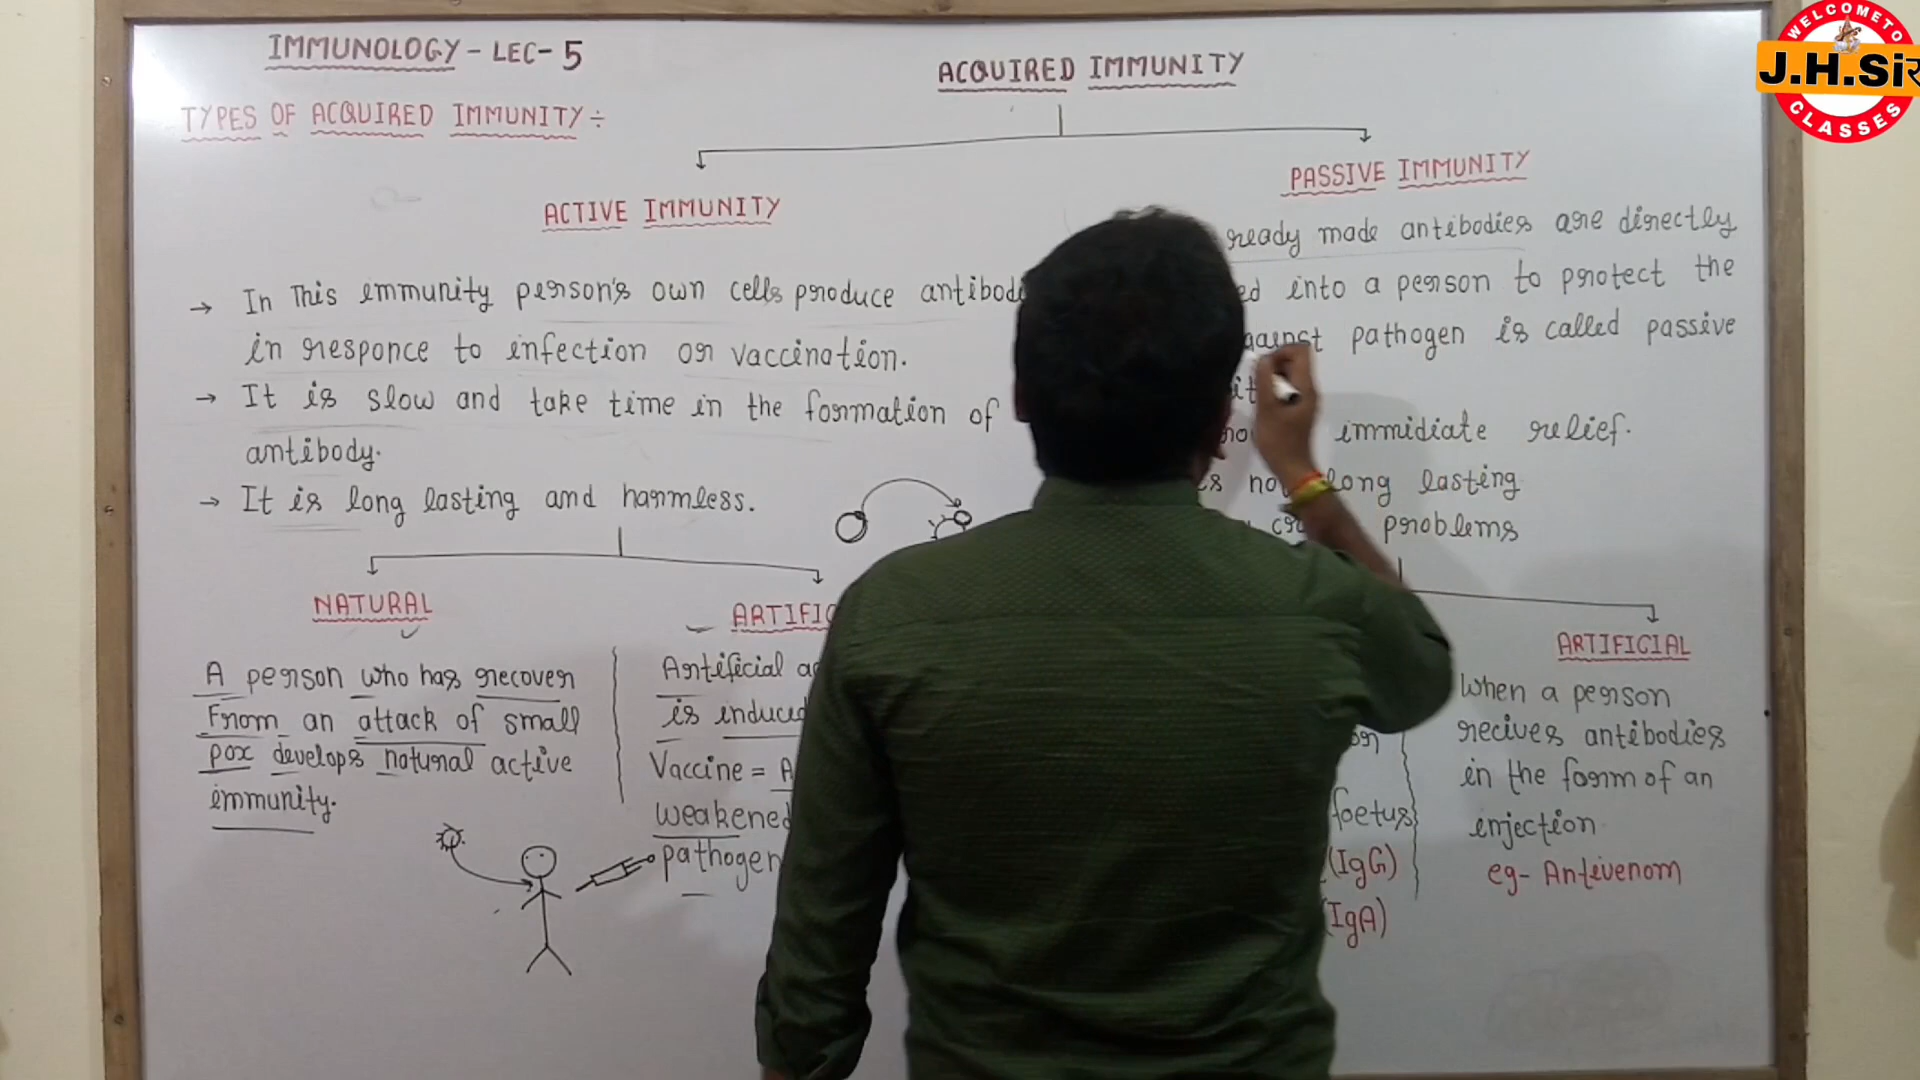 IMMUNOLOGY - LEC-5
TYPES OF ACQUIRED IMMUNITY ÷
ACQUIRED IMMUNITY
ACTIVE IMMUNITY
→ In This immunity person's own cells produce
in responce to infection or vaccination.
→ It is slow and take time in the formation of
antibody.
→ It is long lasting and harmless.
NATURAL
A person who has recover
From an attack of small
pox develops natural active
immunity.
Artificial
is induced
Vaccine = A
weakened
pathogen
PASSIVE IMMUNITY
ready made antibodies are directly
into a person to protect the
pathogen is called passive
immidiate relief.
long lasting
problems
foetus
(IgG)
(IgA)
ARTIFICIAL
When a person
recives antibodies
in the form of an
injection
eg- Antivenom
WELCOME TO
J.H.Siर
CLASSES